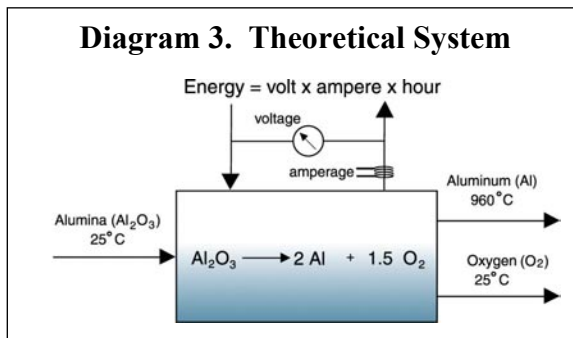 Diagram 3.  Theoretical System
Energy = volt x ampere x hour
voltage
amperage
Aluminum (Al)
960°C
Alumina (Al₂O₃)
25°C
Al₂O₃ ⟶ 2 Al + 1.5 O₂
Oxygen (O₂)
25°C